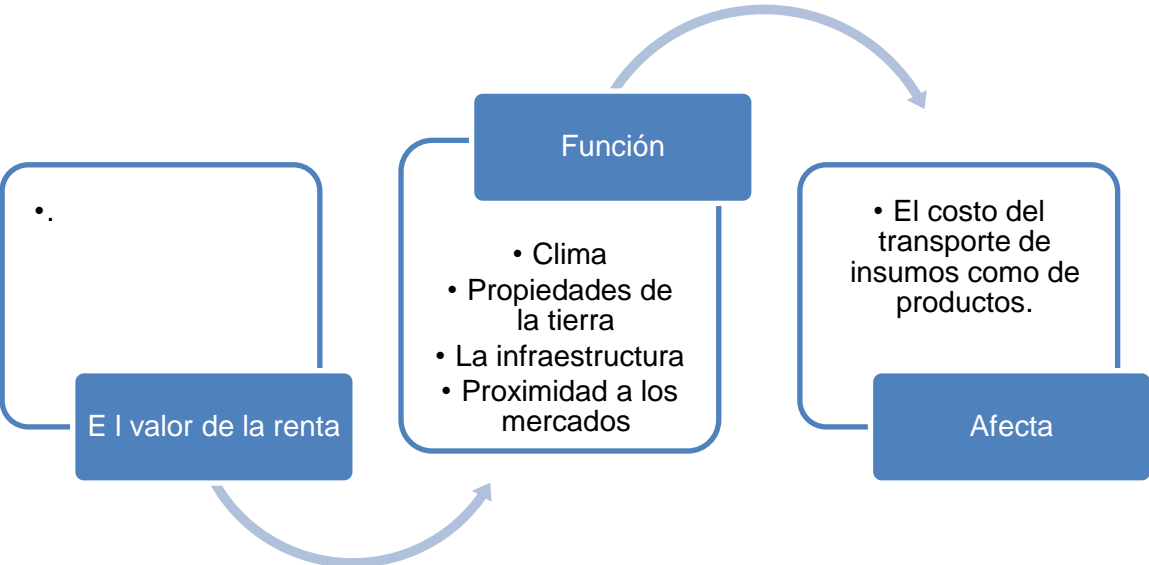 •.
E l valor de la renta
Función
• Clima
• Propiedades de
la tierra
• La infraestructura
• Proximidad a los
mercados
• El costo del
transporte de
insumos como de
productos.
Afecta